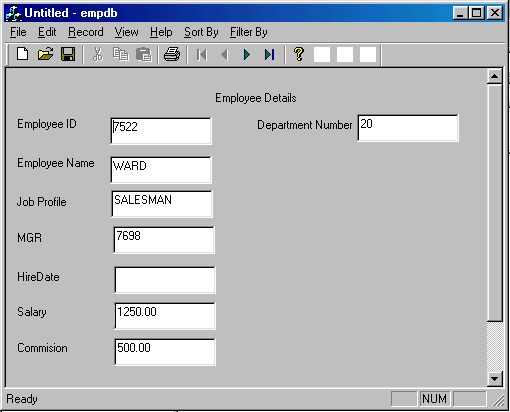 Untitled - empdb
File Edit Record View Help Sort By Filter By
?
Employee Details
Employee ID 7522 Department Number 20
Employee Name WARD
Job Profile SALESMAN
MGR 7698
HireDate
Salary 1250.00
Commision 500.00
Ready NUM